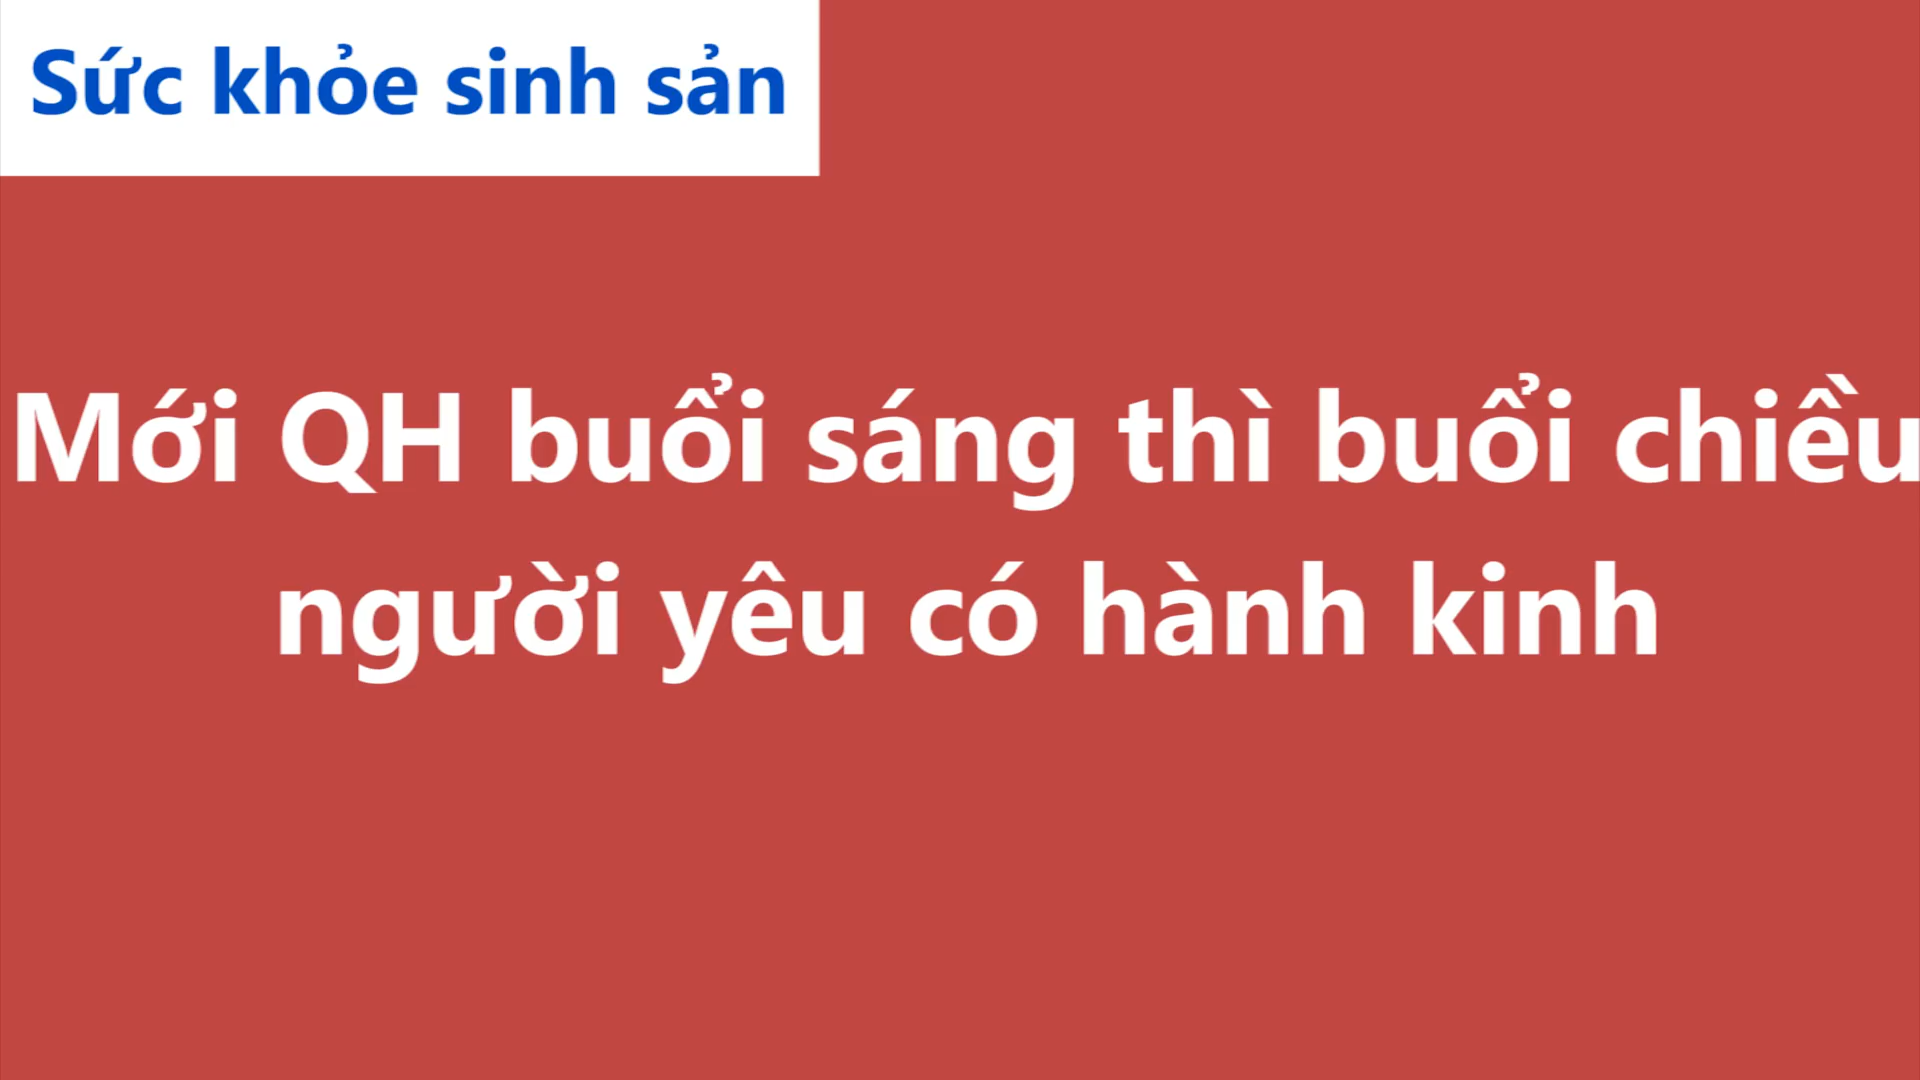 Sức khỏe sinh sản
Mới QH buổi sáng thì buổi chiều
người yêu có hành kinh